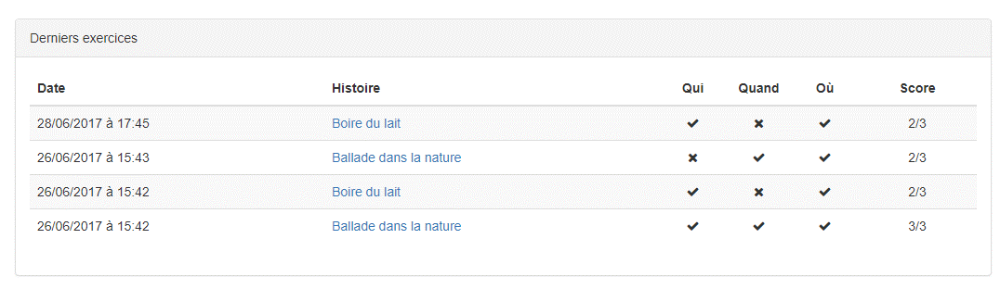 Derniers exercices
Date Histoire Qui Quand Où Score
28/06/2017 à 17:45 Boire du lait ✔ ✖ ✔ 2/3
26/06/2017 à 15:43 Ballade dans la nature ✖ ✔ ✔ 2/3
26/06/2017 à 15:42 Boire du lait ✔ ✖ ✔ 2/3
26/06/2017 à 15:42 Ballade dans la nature ✔ ✔ ✔ 3/3